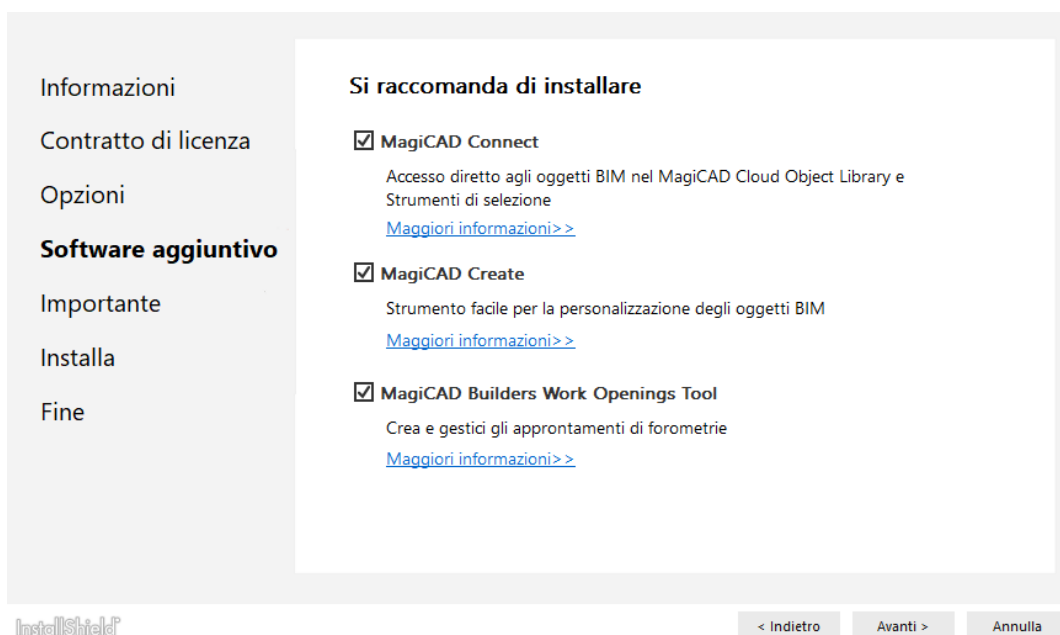 Informazioni
Contratto di licenza
Opzioni
Software aggiuntivo
Importante
Installa
Fine
Si raccomanda di installare
MagiCAD Connect
Accesso diretto agli oggetti BIM nel MagiCAD Cloud Object Library e
Strumenti di selezione
Maggiori informazioni>>
MagiCAD Create
Strumento facile per la personalizzazione degli oggetti BIM
Maggiori informazioni>>
MagiCAD Builders Work Openings Tool
Crea e gestici gli approntamenti di forometrie
Maggiori informazioni>>
InstallShield
< Indietro
Avanti >
Annulla